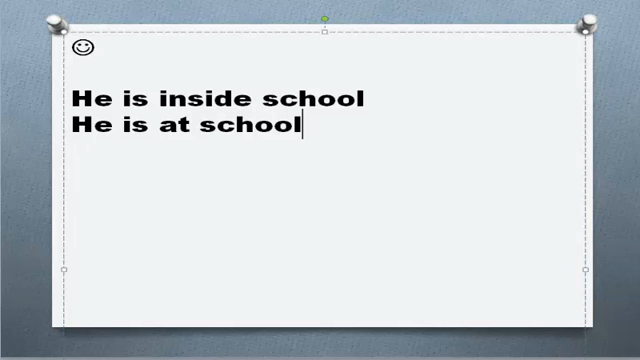 ☺
He is inside school
He is at school